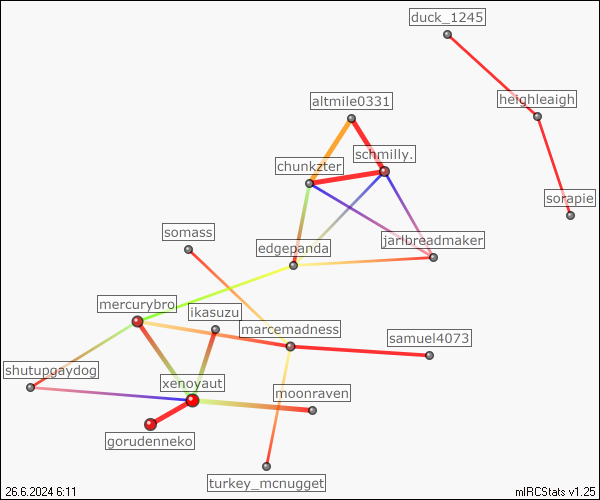 duck_1245
heighleaigh
altmile0331
schmilly.
chunkzter
sorapie
somass
edgepanda
jarlbreadmaker
mercurybro
ikasuzu
marcemadness
samuel4073
shutupgaydog
xenoyaut
moonraven
gorudenneko
turkey_mcnugget
26.6.2024 6:11
mIRCStats v1.25